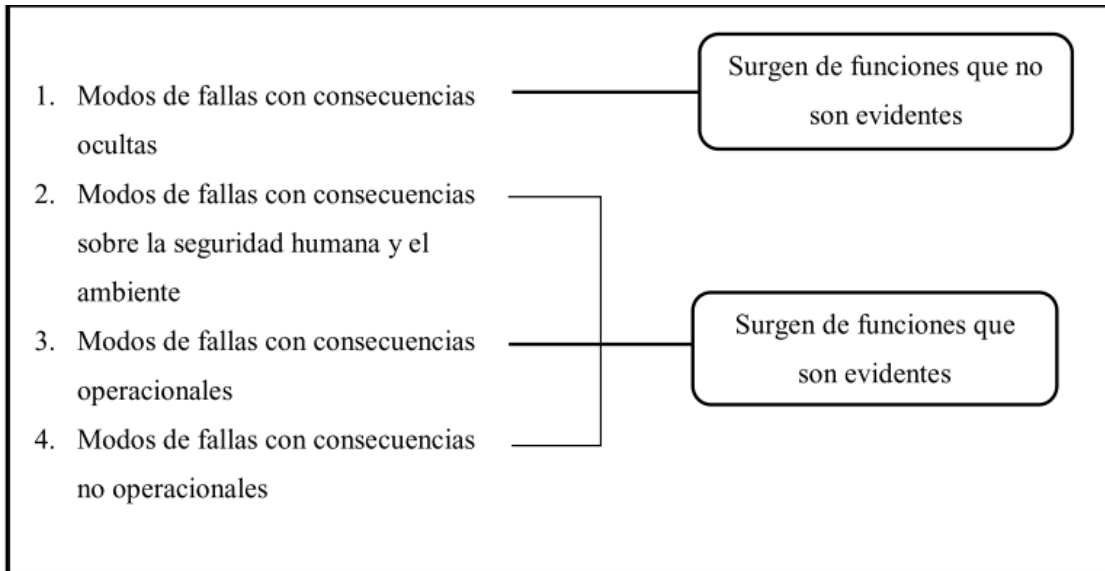 1. Modos de fallas con consecuencias
ocultas
2. Modos de fallas con consecuencias
sobre la seguridad humana y el
ambiente
3. Modos de fallas con consecuencias
operacionales
4. Modos de fallas con consecuencias
no operacionales
Surgen de funciones que no
son evidentes
Surgen de funciones que
son evidentes